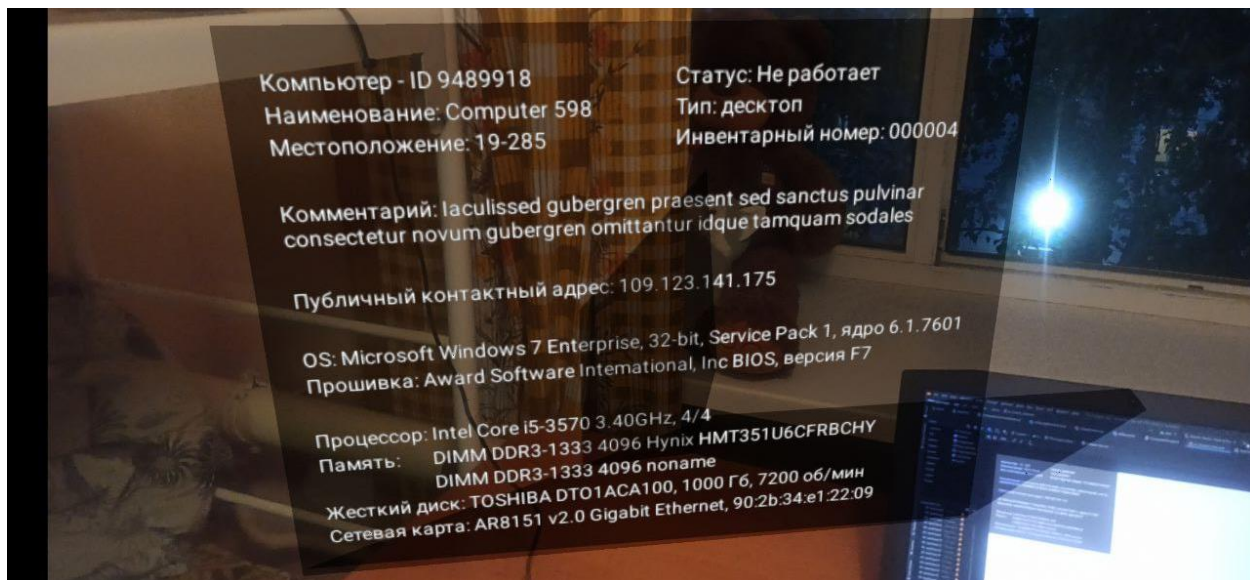 Компьютер - ID 9489918
Статус: Не работает
Наименование: Computer 598
Тип: десктоп
Местоположение: 19-285
Инвентарный номер: 000004
Комментарий: Iaculissed gubergren praesent sed sanctus pulvinar
consectetur novum gubergren omittantur idque tamquam sodales
Публичный контактный адрес: 109.123.141.175
OS: Microsoft Windows 7 Enterprise, 32-bit, Service Pack 1, ядро 6.1.7601
Прошивка: Award Software International, Inc BIOS, версия F7
Процессор: Intel Core i5-3570 3.40GHz, 4/4
Память: DIMM DDR3-1333 4096 Hynix HMT351U6CFRBCHY
DIMM DDR3-1333 4096 noname
Жесткий диск: TOSHIBA DTO1ACA100, 1000 Гб, 7200 об/мин
Сетевая карта: AR8151 v2.0 Gigabit Ethernet, 90:2b:34:e1:22:09